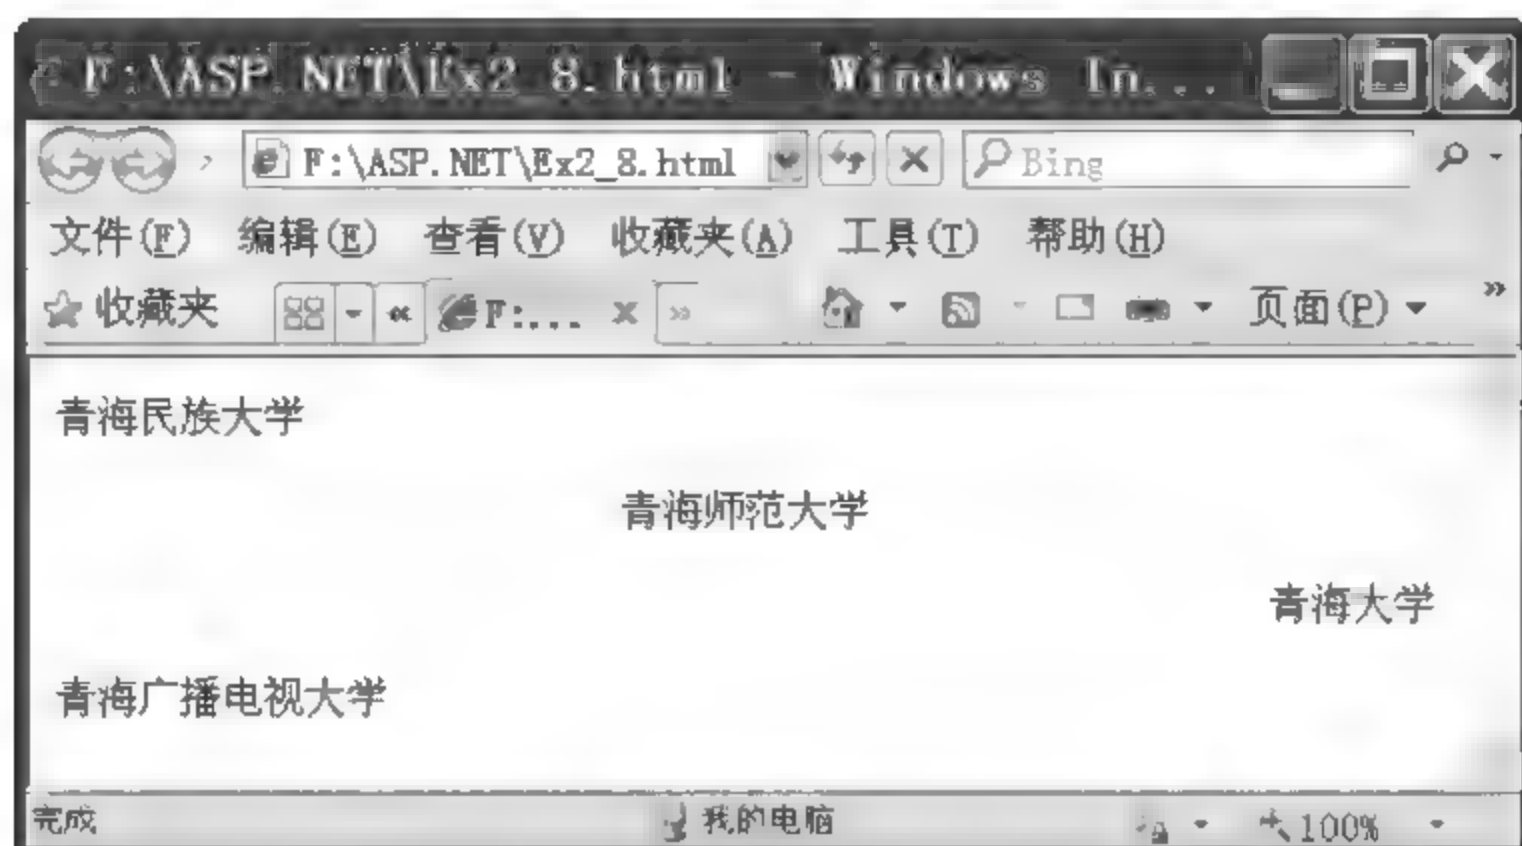 F:\ASP.NET\Ex2_8.html - Windows In...
F:\ASP.NET\Ex2_8.html Bing
文件(F) 编辑(E) 查看(V) 收藏夹(A) 工具(T) 帮助(H)
收藏夹 « F:... » 页面(P) »
青海民族大学
青海师范大学
青海大学
青海广播电视大学
完成 我的电脑 100%